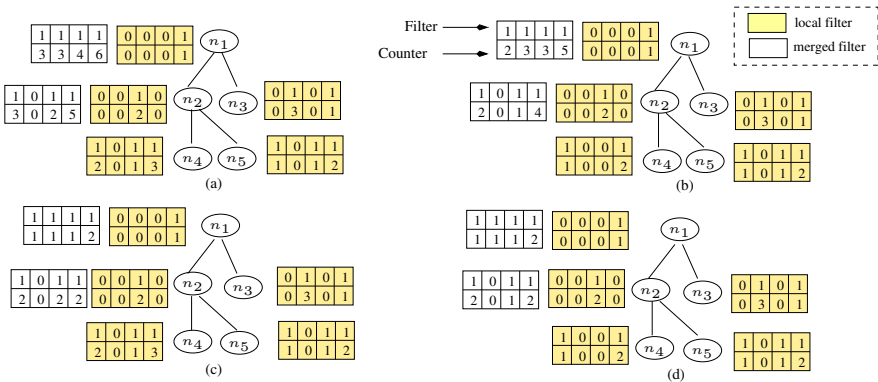 1 1 1 1
3 3 4 6
0 0 0 1
0 0 0 1
n1
1 0 1 1
3 0 2 5
0 0 1 0
0 0 2 0
n2
n3
0 1 0 1
0 3 0 1
1 0 1 1
2 0 1 3
n4
n5
1 0 1 1
1 0 1 2
(a)
Filter
Counter
1 1 1 1
2 3 3 5
0 0 0 1
0 0 0 1
n1
local filter
merged filter
1 0 1 1
2 0 1 4
0 0 1 0
0 0 2 0
n2
n3
0 1 0 1
0 3 0 1
1 0 1 1
1 0 0 2
n4
n5
1 0 1 1
1 0 1 2
(b)
1 1 1 1
1 1 1 2
0 0 0 1
0 0 0 1
n1
1 0 1 1
2 0 2 2
0 0 1 0
0 0 2 0
n2
n3
0 1 0 1
0 3 0 1
1 0 1 1
2 0 1 3
n4
n5
1 0 1 1
1 0 1 2
(c)
1 1 1 1
1 1 1 2
0 0 0 1
0 0 0 1
n1
1 0 1 1
2 0 1 2
0 0 1 0
0 0 2 0
n2
n3
0 1 0 1
0 3 0 1
1 0 0 1
1 0 0 2
n4
n5
1 0 1 1
1 0 1 2
(d)